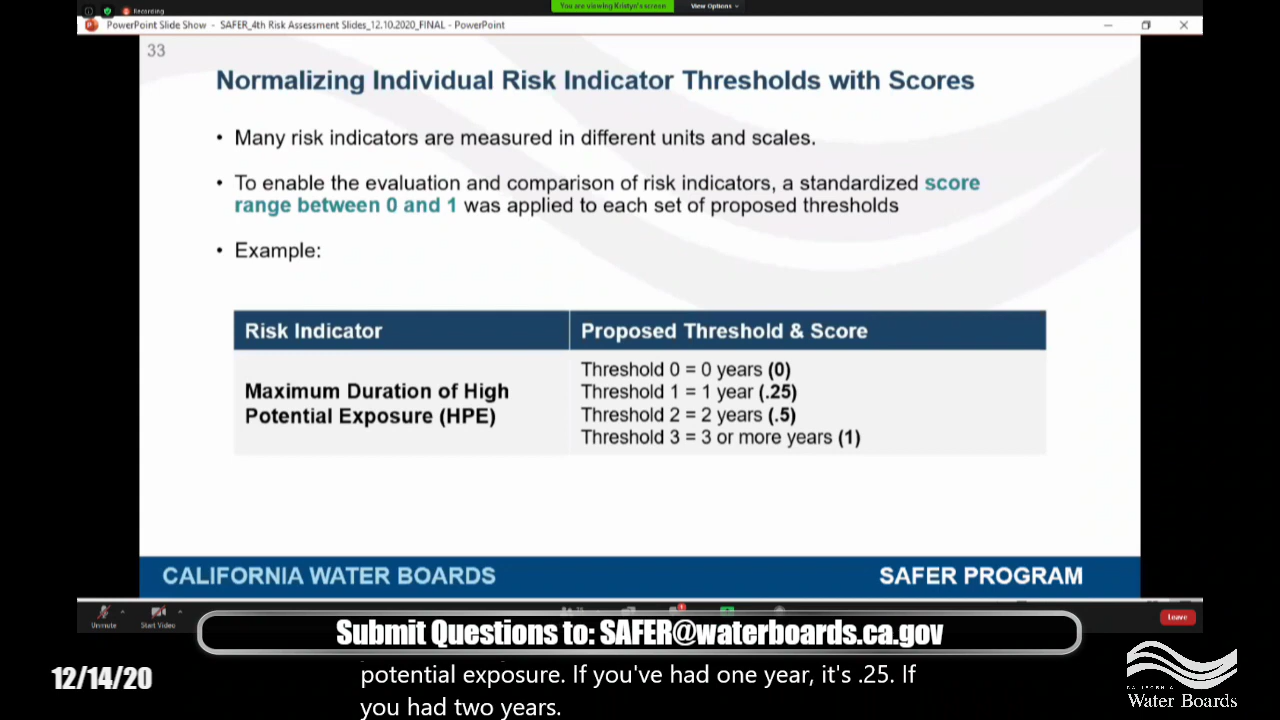 Recording
You are viewing Kristyn's screen
View Options
PowerPoint Slide Show - SAFER_4th Risk Assessment Slides_12.10.2020_FINAL - PowerPoint
33
Normalizing Individual Risk Indicator Thresholds with Scores
• Many risk indicators are measured in different units and scales.
• To enable the evaluation and comparison of risk indicators, a standardized score
range between 0 and 1 was applied to each set of proposed thresholds
• Example:
Risk Indicator
Proposed Threshold & Score
Maximum Duration of High
Potential Exposure (HPE)
Threshold 0 = 0 years (0)
Threshold 1 = 1 year (.25)
Threshold 2 = 2 years (.5)
Threshold 3 = 3 or more years (1)
CALIFORNIA WATER BOARDS
SAFER PROGRAM
Unmute
Start Video
Leave
Submit Questions to: SAFER@waterboards.ca.gov
potential exposure. If you've had one year, it's .25. If
you had two years.
12/14/20
CALIFORNIA
Water Boards